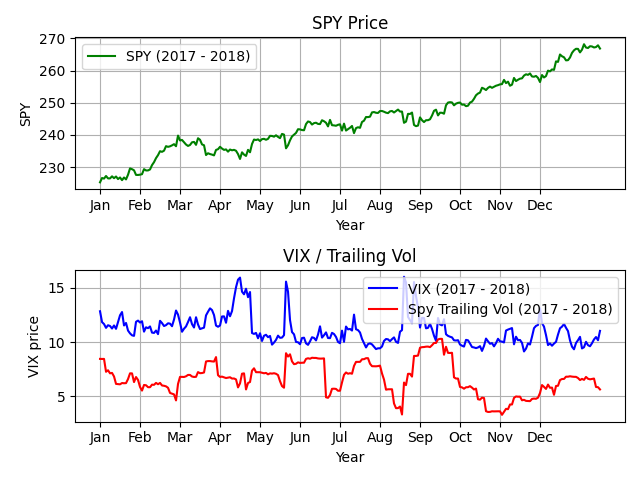 SPY Price
270
260
250
240
230
SPY
SPY (2017 - 2018)
Jan Feb Mar Apr May Jun Jul Aug Sep Oct Nov Dec
Year
VIX / Trailing Vol
15
10
5
VIX price
VIX (2017 - 2018)
Spy Trailing Vol (2017 - 2018)
Jan Feb Mar Apr May Jun Jul Aug Sep Oct Nov Dec
Year